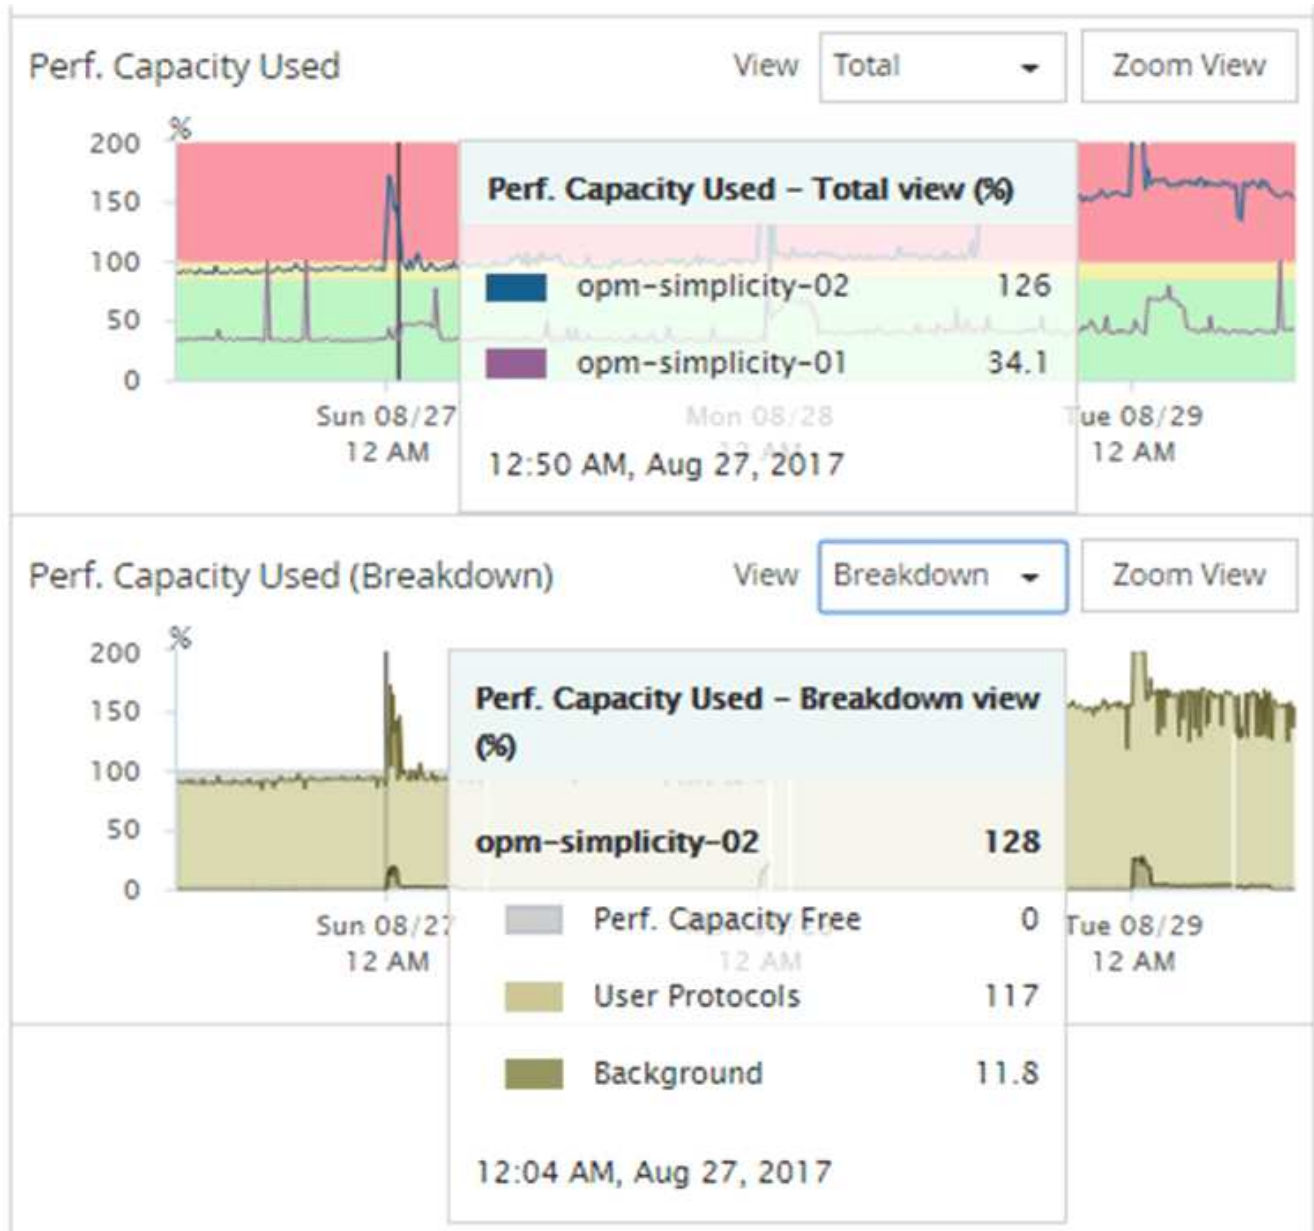 Perf. Capacity Used
View Total Zoom View
%
200
150
100
50
0
Perf. Capacity Used - Total view (%)
opm-simplicity-02 126
opm-simplicity-01 34.1
12:50 AM, Aug 27, 2017
Sun 08/27 Mon 08/28 Tue 08/29
12 AM 12 AM 12 AM
Perf. Capacity Used (Breakdown)
View Breakdown Zoom View
%
200
150
100
50
0
Perf. Capacity Used - Breakdown view
(%)
opm-simplicity-02 128
Perf. Capacity Free 0
User Protocols 117
Background 11.8
12:04 AM, Aug 27, 2017
Sun 08/27 Tue 08/29
12 AM 12 AM 12 AM